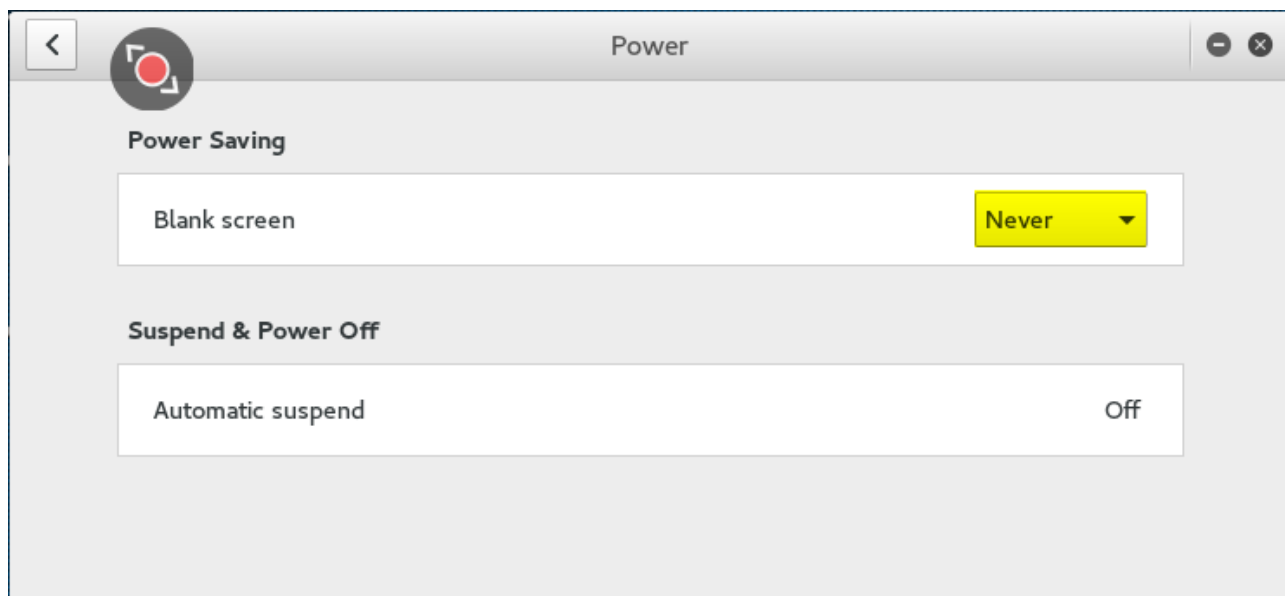 Power
Power Saving
Blank screen
Never
Suspend & Power Off
Automatic suspend
Off